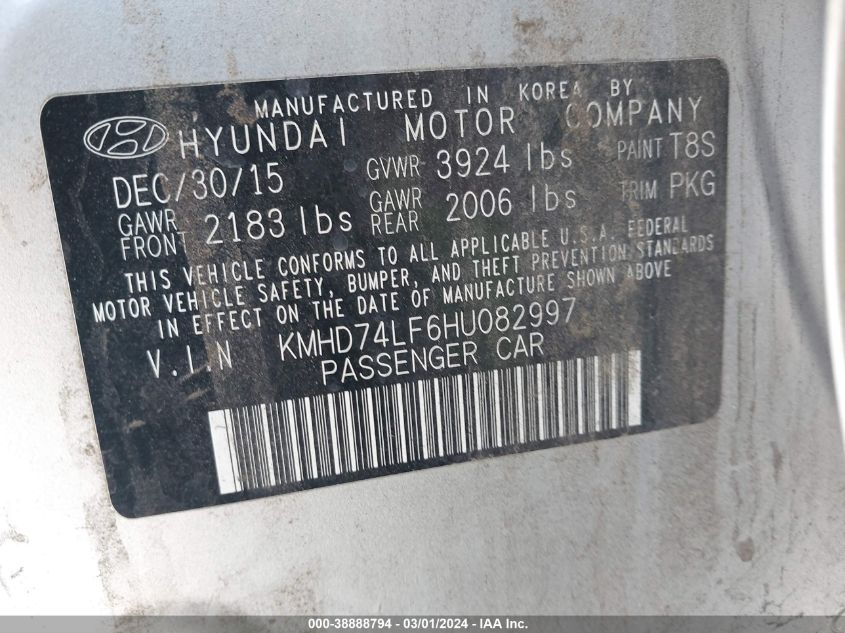 MANUFACTURED IN KOREA BY
HYUNDAI MOTOR COMPANY
DEC/30/15 GVWR 3924 lbs PAINT T8S
GAWR FRONT 2183 lbs GAWR REAR 2006 lbs TRIM PKG
THIS VEHICLE CONFORMS TO ALL APPLICABLE U.S.A. FEDERAL
MOTOR VEHICLE SAFETY, BUMPER, AND THEFT PREVENTION STANDARDS
IN EFFECT ON THE DATE OF MANUFACTURE SHOWN ABOVE
V.I.N KMHD74LF6HU082997
PASSENGER CAR
000-38888794 - 03/01/2024 - IAA Inc.